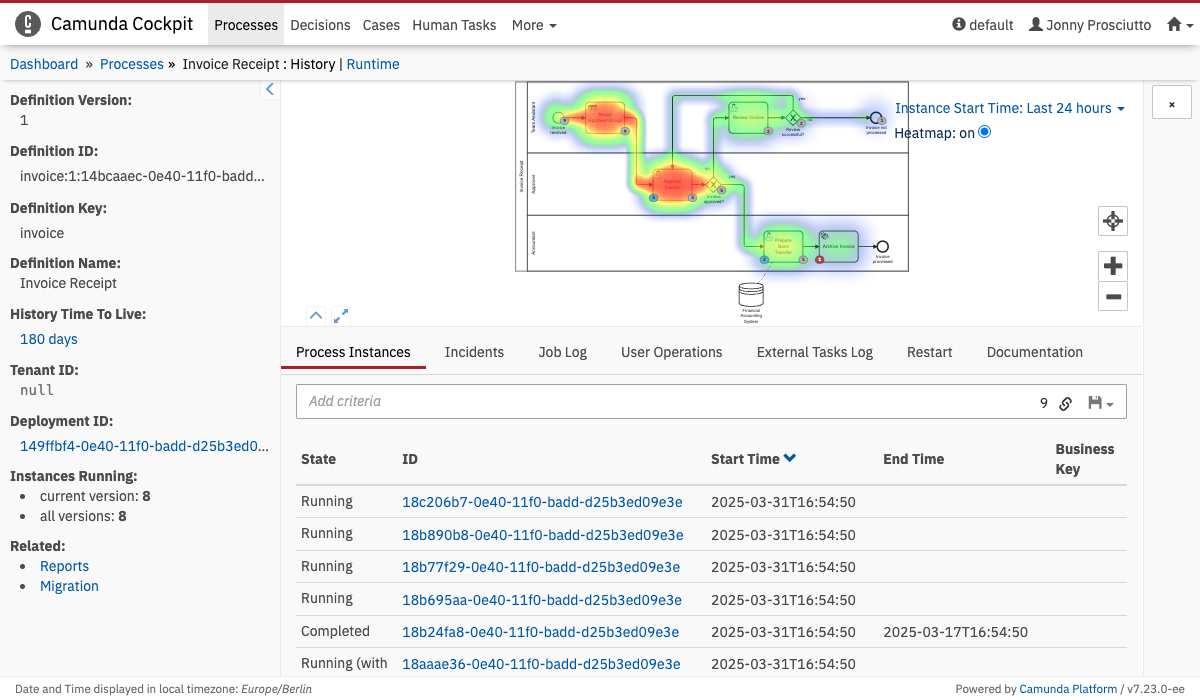 Camunda Cockpit
Processes Decisions Cases Human Tasks More
default Jonny Prosciutto
Dashboard » Processes » Invoice Receipt : History | Runtime
Definition Version:
1
Definition ID:
invoice:1:14bcaaec-0e40-11f0-badd...
Definition Key:
invoice
Definition Name:
Invoice Receipt
History Time To Live:
180 days
Tenant ID:
null
Deployment ID:
149ffbf4-0e40-11f0-badd-d25b3ed0...
Instances Running:
current version: 8
all versions: 8
Related:
Reports
Migration
Invoice Receipt
Team Assistant
Approver
Accountant
Invoice received
Assign Approver Group
Review Invoice
Review successful?
yes
Invoice not processed
Approve Invoice
Invoice approved?
yes
Prepare Bank Transfer
Archive Invoice
Invoice processed
Financial Accounting System
Instance Start Time: Last 24 hours
Heatmap: on
Process Instances Incidents Job Log User Operations External Tasks Log Restart Documentation
Add criteria 9
State ID Start Time End Time Business Key
Running 18c206b7-0e40-11f0-badd-d25b3ed09e3e 2025-03-31T16:54:50
Running 18b890b8-0e40-11f0-badd-d25b3ed09e3e 2025-03-31T16:54:50
Running 18b77f29-0e40-11f0-badd-d25b3ed09e3e 2025-03-31T16:54:50
Running 18b695aa-0e40-11f0-badd-d25b3ed09e3e 2025-03-31T16:54:50
Completed 18b24fa8-0e40-11f0-badd-d25b3ed09e3e 2025-03-31T16:54:50 2025-03-17T16:54:50
Running (with 18aaae36-0e40-11f0-badd-d25b3ed09e3e 2025-03-31T16:54:50
Date and Time displayed in local timezone: Europe/Berlin
Powered by Camunda Platform / v7.23.0-ee